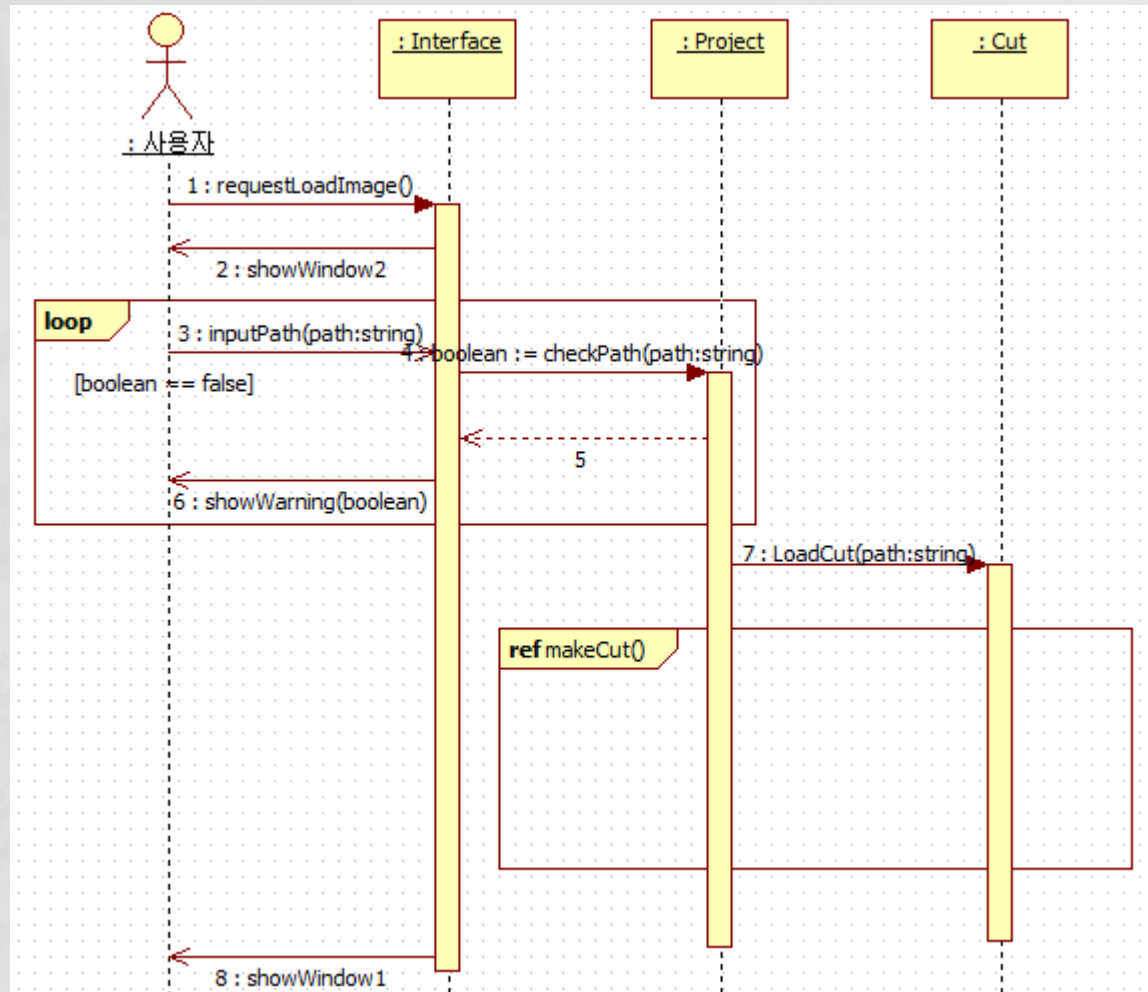 : Interface
: Project
: Cut
: 사용자
1 : requestLoadImage()
2 : showWindow2
loop
3 : inputPath(path:string)
4 : boolean := checkPath(path:string)
[boolean == false]
5
6 : showWarning(boolean)
7 : LoadCut(path:string)
ref makeCut()
8 : showWindow1